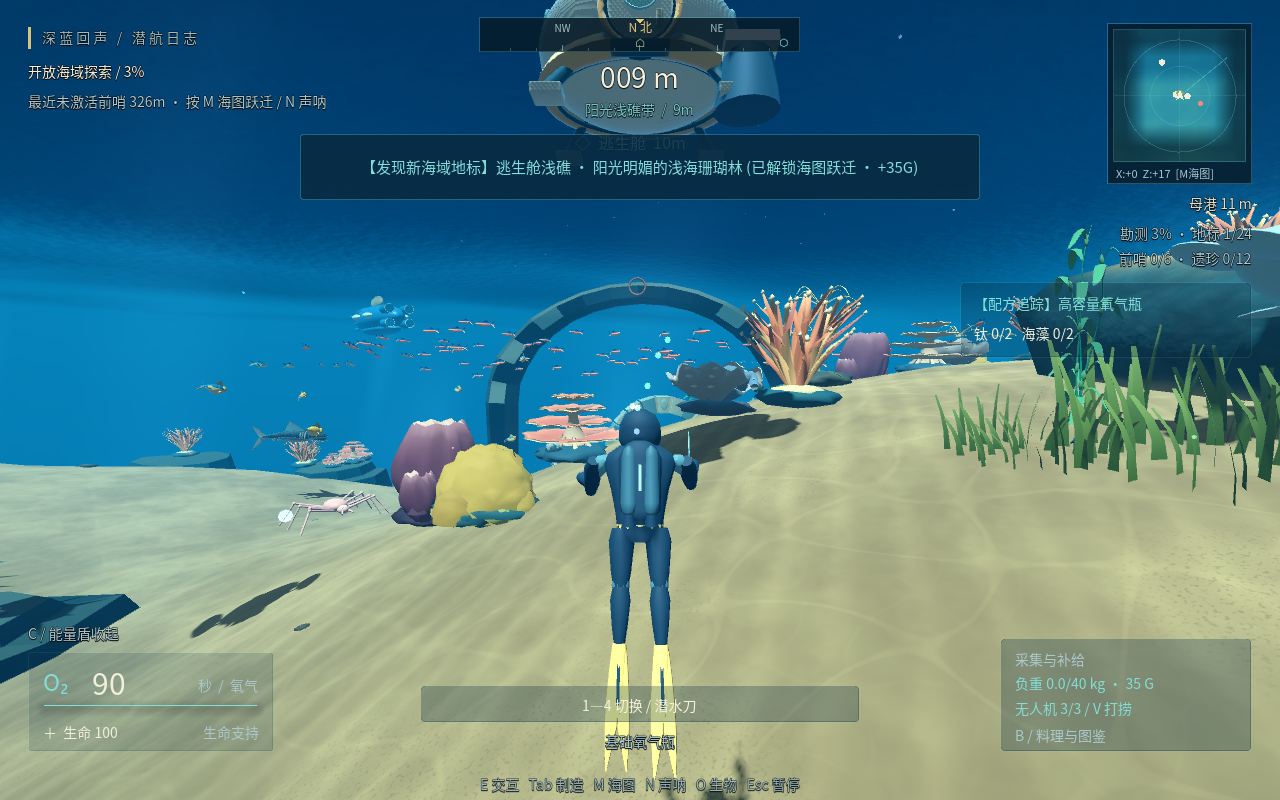 深蓝回声 / 潜航日志
开放海域探索 / 3%
最近未激活前哨 326m · 按 M 海图跃迁 / N 声呐
NW N 北 NE
009 m
阳光浅礁带 / 9m
逃生舱 10m
【发现新海域地标】逃生舱浅礁 · 阳光明媚的浅海珊瑚林 (已解锁海图跃迁 · +35G)
X:+0 Z:+17 [M海图]
母港 11 m
勘测 3% · 地标 1/24
前哨 0/6 · 遗珍 0/12
【配方追踪】高容量氧气瓶
钛 0/2 海藻 0/2
C / 能量盾收起
O₂ 90 秒 / 氧气
＋ 生命 100 生命支持
1—4 切换 / 潜水刀
基础氧气瓶
E 交互 Tab 制造 M 海图 N 声呐 O 生物 Esc 暂停
采集与补给
负重 0.0/40 kg · 35 G
无人机 3/3 / V 打捞
B / 料理与图鉴